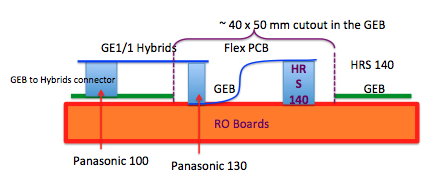 ~ 40 x 50 mm cutout in the GEB
GE1/1 Hybrids
Flex PCB
GEB to Hybrids connector
GEB
HR
S
140
HRS 140
GEB
RO Boards
Panasonic 100
Panasonic 130